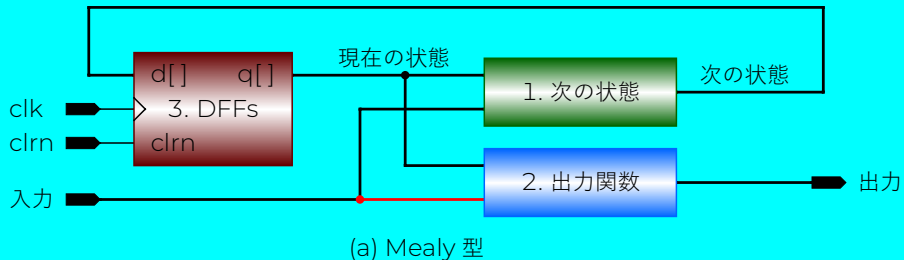 現在の状態
次の状態
d[] q[]
1. 次の状態
clk
3. DFFs
clrn
clrn
2. 出力関数
入力
出力
(a) Mealy 型